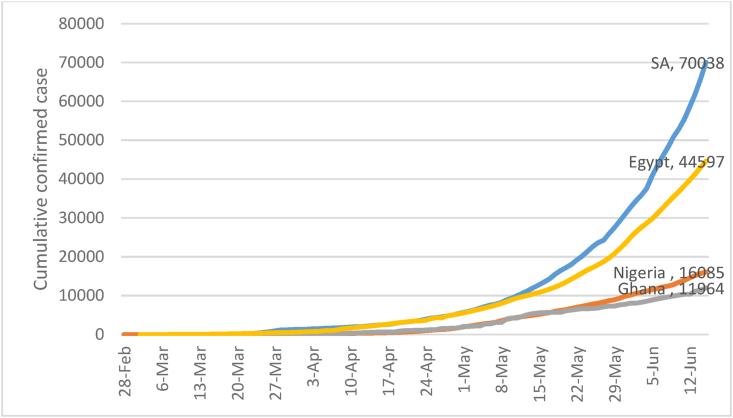 Cumulative confirmed case
80000
70000
60000
50000
40000
30000
20000
10000
0
SA, 70038
Egypt, 44597
Nigeria , 16085
Ghana , 11964
28-Feb
6-Mar
13-Mar
20-Mar
27-Mar
3-Apr
10-Apr
17-Apr
24-Apr
1-May
8-May
15-May
22-May
29-May
5-Jun
12-Jun